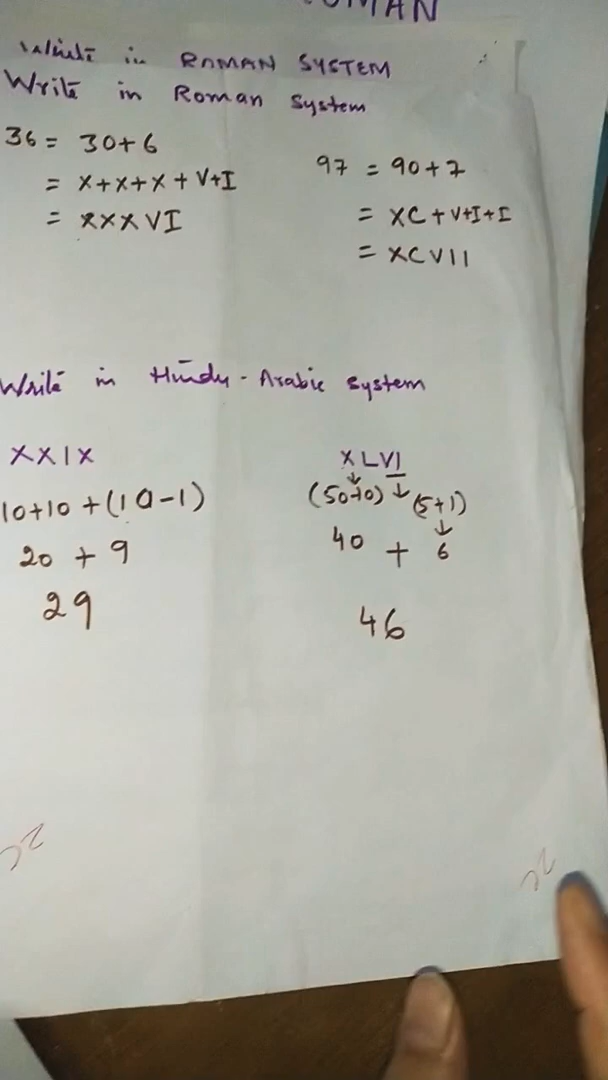 ROMAN
Write in ROMAN SYSTEM
Write in Roman System
36 = 30+6
= X+X+X+V+I
= XXXVI
97 = 90+7
= XC+V+I+I
= XCVII
Write in Hindu-Arabic System
XXIX
10+10+(10-1)
20 + 9
29
XLVI
(50-10) (5+1)
40 + 6
46